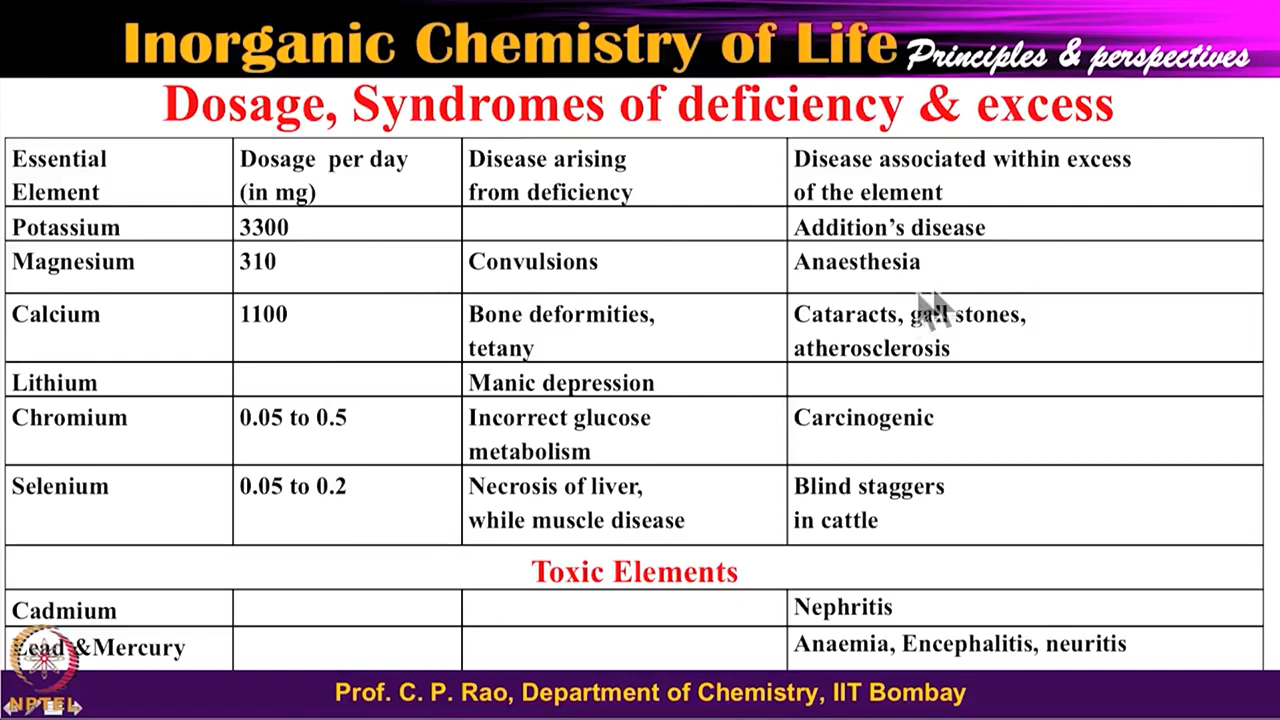 Inorganic Chemistry of Life Principles & perspectives
Dosage, Syndromes of deficiency & excess
Essential Element
Dosage per day (in mg)
Disease arising from deficiency
Disease associated within excess of the element
Potassium
3300
Addition's disease
Magnesium
310
Convulsions
Anaesthesia
Calcium
1100
Bone deformities,
tetany
Cataracts, gall stones,
atherosclerosis
Lithium
Manic depression
Chromium
0.05 to 0.5
Incorrect glucose
metabolism
Carcinogenic
Selenium
0.05 to 0.2
Necrosis of liver,
while muscle disease
Blind staggers
in cattle
Toxic Elements
Cadmium
Nephritis
Lead &Mercury
Anaemia, Encephalitis, neuritis
Prof. C. P. Rao, Department of Chemistry, IIT Bombay
NPTEL